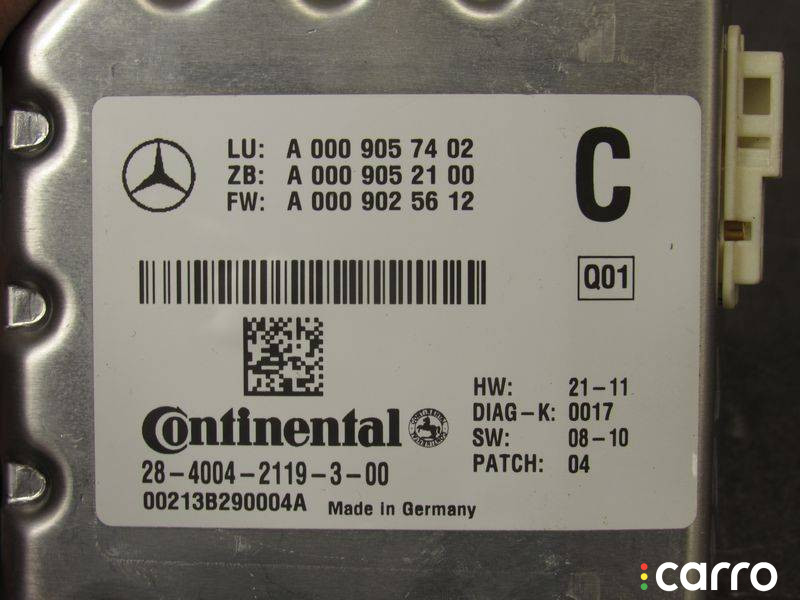 LU: A 000 905 74 02
ZB: A 000 905 21 00
FW: A 000 902 56 12
C
Q01
HW: 21-11
DIAG-K: 0017
SW: 08-10
PATCH: 04
Continental
28-4004-2119-3-00
00213B290004A Made in Germany
carro